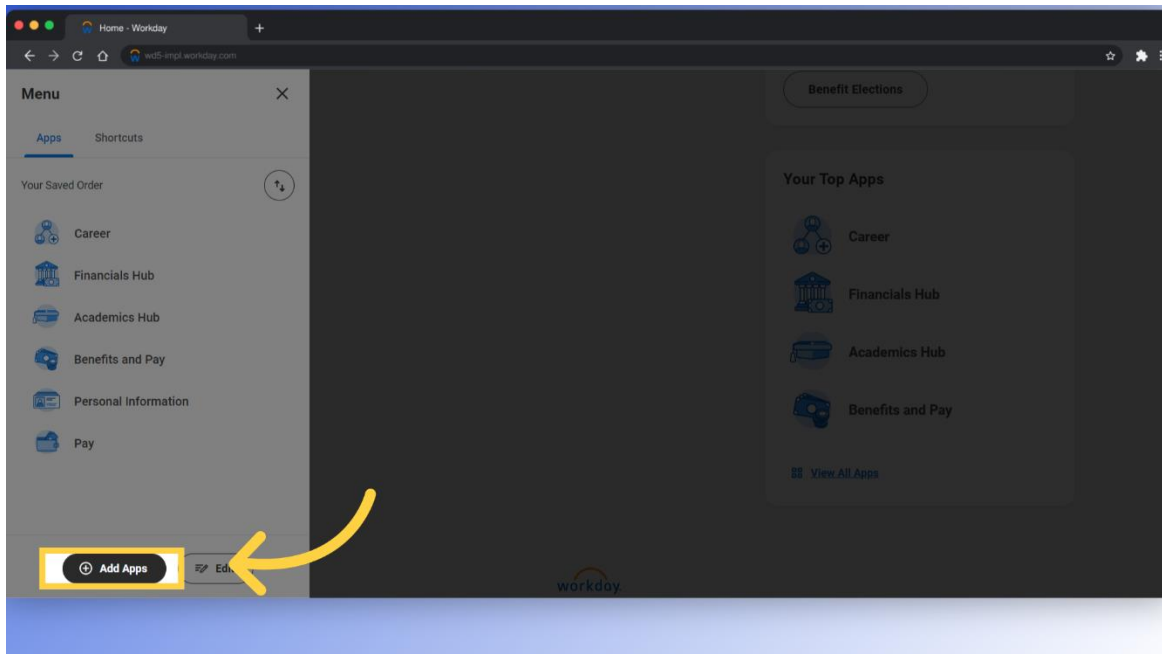 Home - Workday
wd5-impl.workday.com
Menu
Apps Shortcuts
Your Saved Order
Career
Financials Hub
Academics Hub
Benefits and Pay
Personal Information
Pay
Add Apps
Benefit Elections
Your Top Apps
Career
Financials Hub
Academics Hub
Benefits and Pay
View All Apps
workday